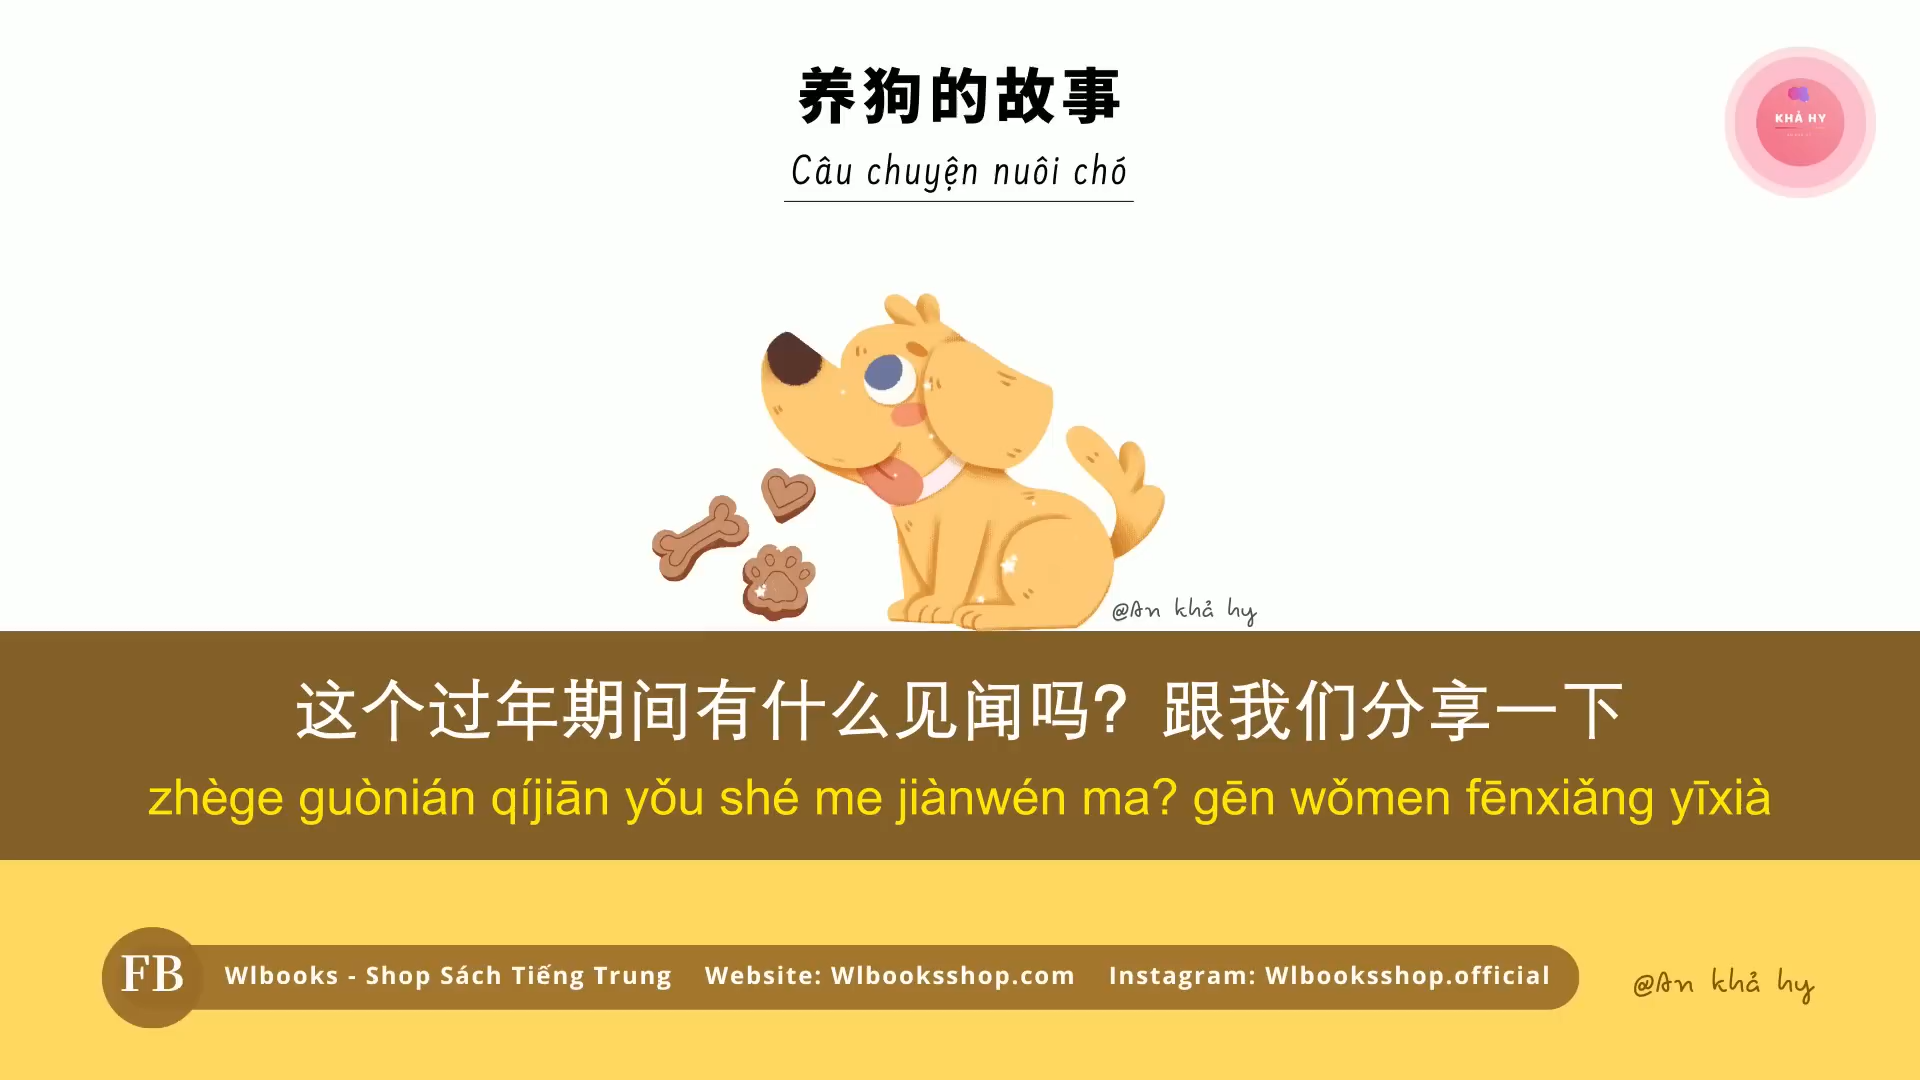 养狗的故事
Câu chuyện nuôi chó
KHẢ HY
@An khả hy
这个过年期间有什么见闻吗? 跟我们分享一下
zhège guònián qíjiān yǒu shé me jiànwén ma? gēn wǒmen fēnxiǎng yīxià
FB Wlbooks - Shop Sách Tiếng Trung Website: Wlbooksshop.com Instagram: Wlbooksshop.official
@An khả hy